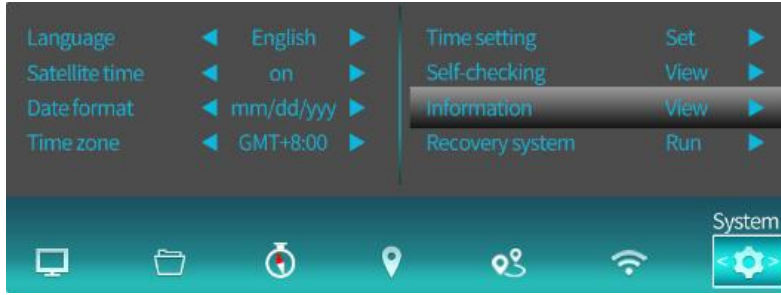 Language English
Satellite time on
Date format mm/dd/yyy
Time zone GMT+8:00
Time setting Set
Self-checking View
Information View
Recovery system Run
System